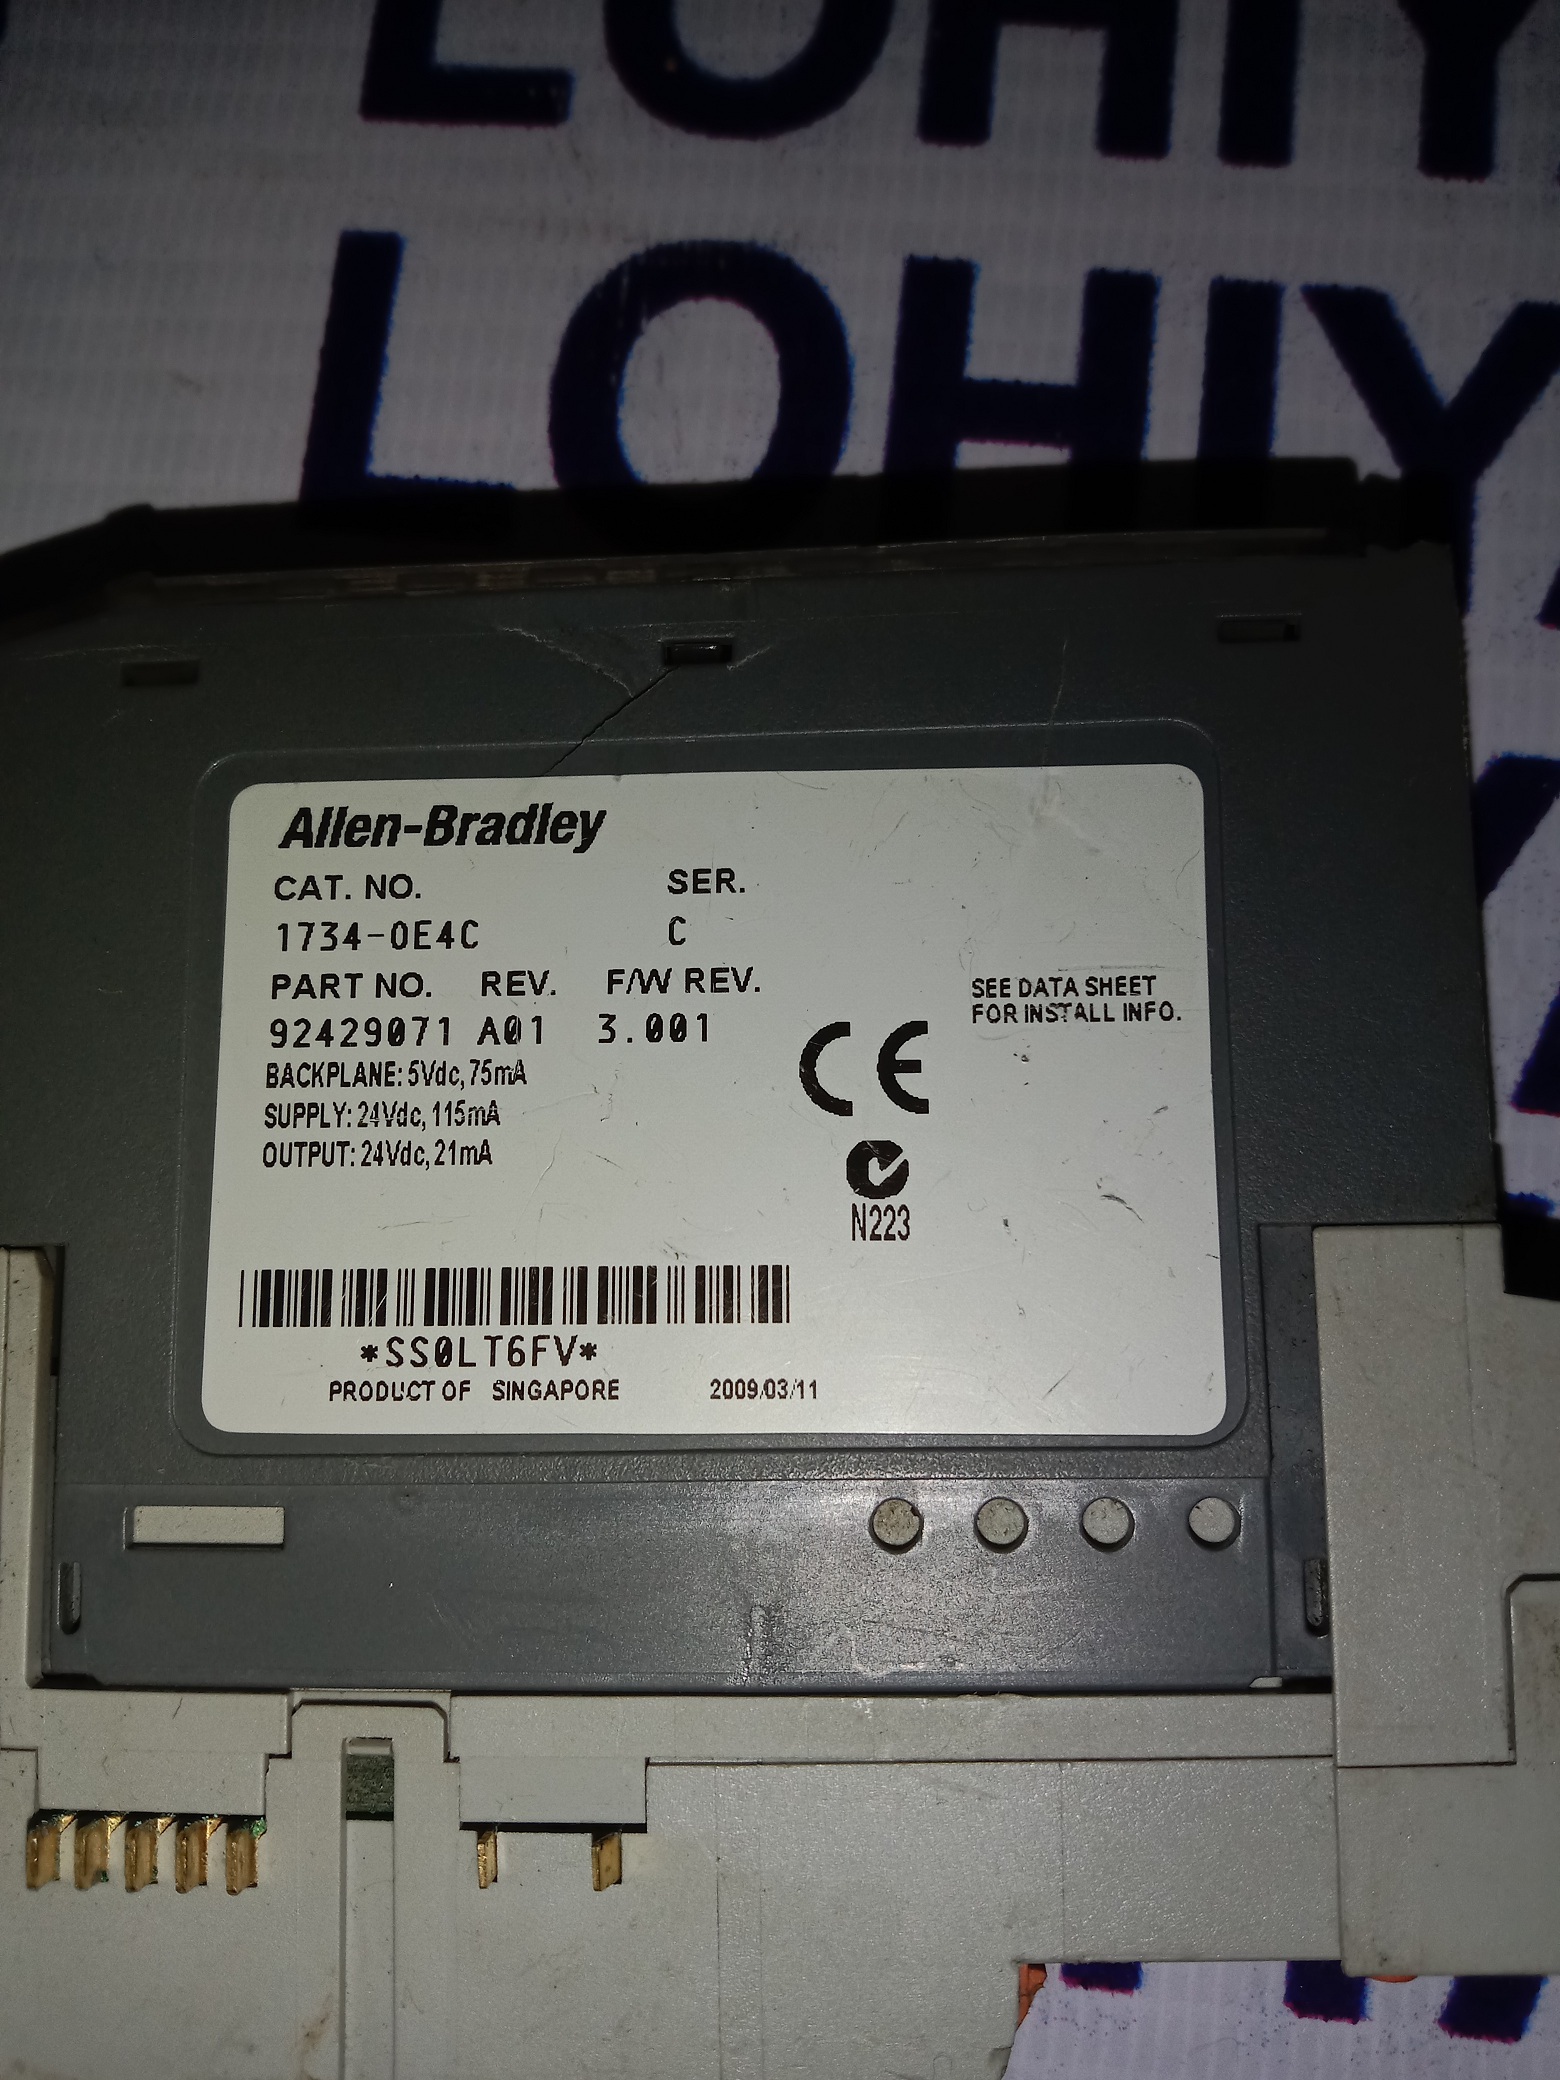 LOHIY
LOHIY
Allen-Bradley
CAT. NO. SER.
1734-OE4C C
PART NO. REV. F/W REV.
92429071 A01 3.001
BACKPLANE: 5Vdc, 75mA
SUPPLY: 24Vdc, 115mA
OUTPUT: 24Vdc, 21mA
SEE DATA SHEET
FOR INSTALL INFO.
CE
N223
*SS0LT6FV*
PRODUCT OF SINGAPORE 2009/03/11